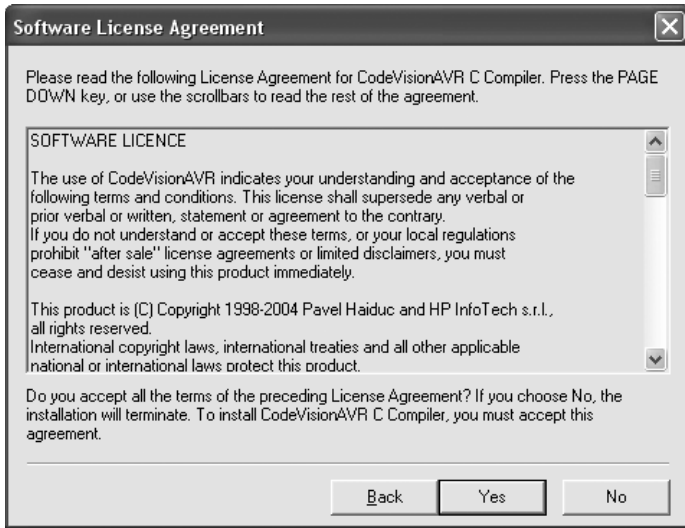 Software License Agreement
Please read the following License Agreement for CodeVisionAVR C Compiler. Press the PAGE
DOWN key, or use the scrollbars to read the rest of the agreement.
SOFTWARE LICENCE
The use of CodeVisionAVR indicates your understanding and acceptance of the
following terms and conditions. This license shall supersede any verbal or
prior verbal or written, statement or agreement to the contrary.
If you do not understand or accept these terms, or your local regulations
prohibit "after sale" license agreements or limited disclaimers, you must
cease and desist using this product immediately.
This product is (C) Copyright 1998-2004 Pavel Haiduc and HP InfoTech s.r.l.,
all rights reserved.
International copyright laws, international treaties and all other applicable
national or international laws protect this product.
Do you accept all the terms of the preceding License Agreement? If you choose No, the
installation will terminate. To install CodeVisionAVR C Compiler, you must accept this
agreement.
Back Yes No